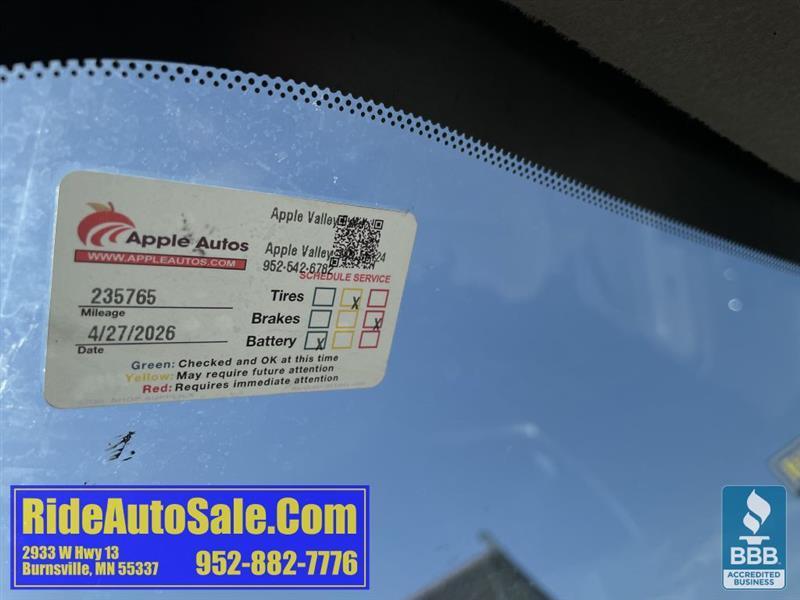 Apple Valley
Apple Autos
WWW.APPLEAUTOS.COM
Apple Valley
952-542-6782
SCHEDULE SERVICE
235765
Mileage
4/27/2026
Date
Tires X
Brakes X
Battery X
Green: Checked and OK at this time
Yellow: May require future attention
Red: Requires immediate attention
RideAutoSale.Com
2933 W Hwy 13
Burnsville, MN 55337
952-882-7776
BBB
ACCREDITED
BUSINESS